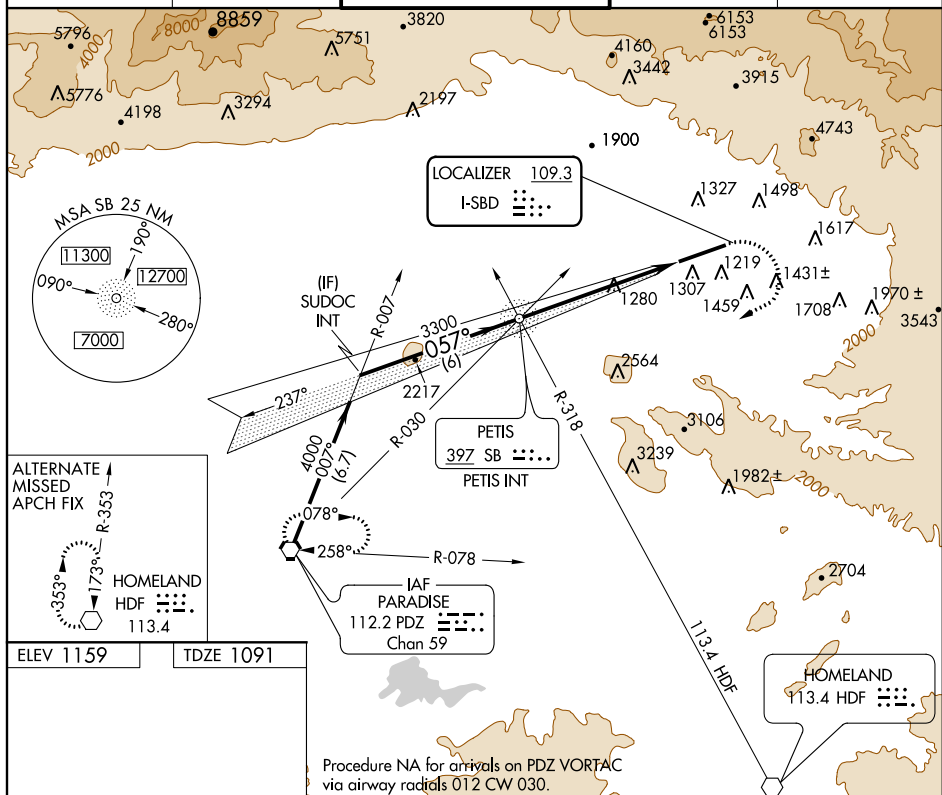 5796
8000
8859
3820
6153
6153
4000
5751
4160
3442
3915
5776
4198
3294
2197
4743
2000
1900
LOCALIZER 109.3
I-SBD
1327
1498
1617
MSA SB 25 NM
190°
11300
12700
090°
280°
7000
(IF)
SUDOC
INT
R-007
3300
057°
(6)
1280
1307
1219
1459
1431±
1708
1970 ±
3543
2000
2217
237°
2564
R-030
R-318
PETIS
397 SB
PETIS INT
3106
3239
1982 ±
2000
4000
007°
(6.7)
ALTERNATE
MISSED
APCH FIX
R-353
353°
173°
HOMELAND
HDF
113.4
078°
258°
R-078
IAF
PARADISE
112.2 PDZ
Chan 59
2704
113.4 HDF
HOMELAND
113.4 HDF
ELEV 1159
TDZE 1091
Procedure NA for arrivals on PDZ VORTAC
via airway radials 012 CW 030.